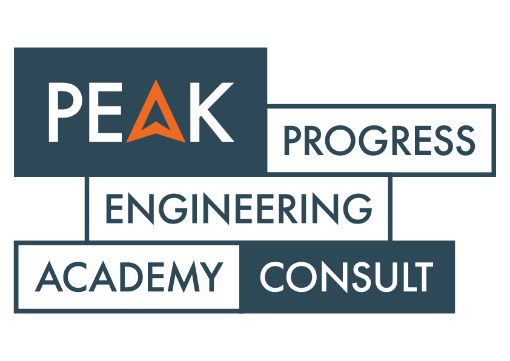 PEAK
PROGRESS
ENGINEERING
ACADEMY CONSULT